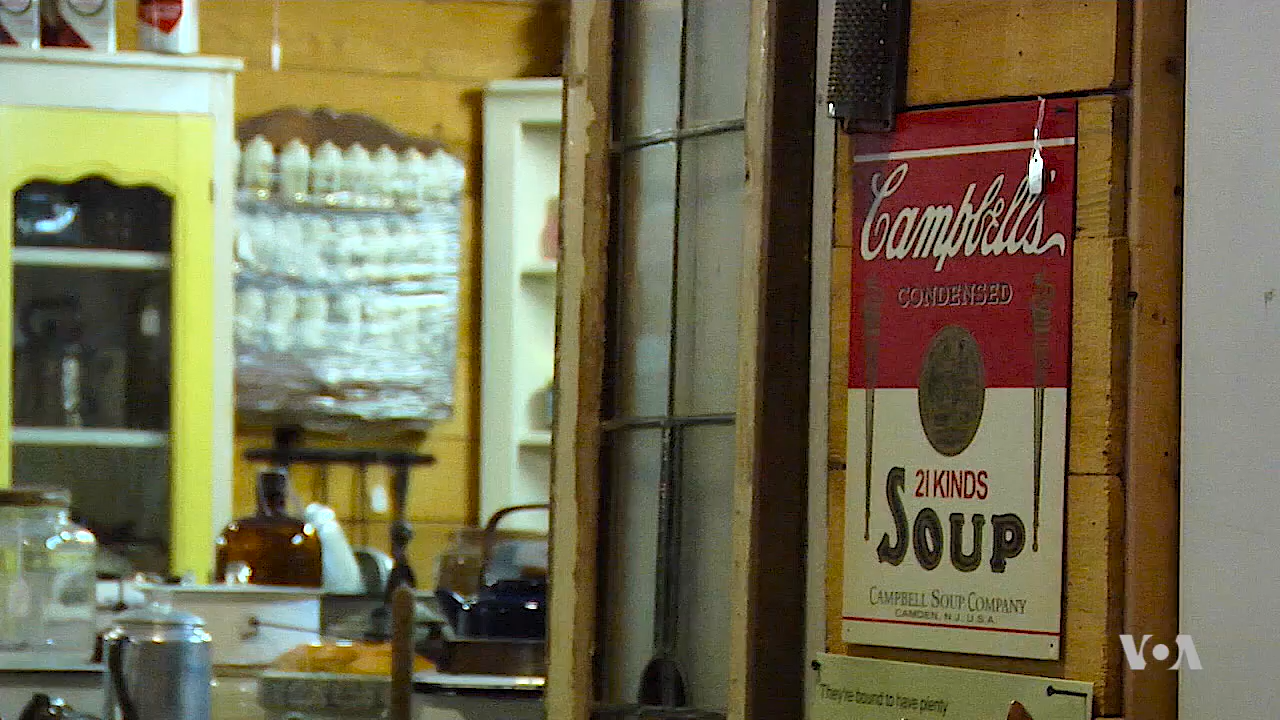 Campbell's
CONDENSED
21 KINDS
SOUP
CAMPBELL SOUP COMPANY
CAMDEN, N.J., U.S.A.
They're bound to have plenty
VOA